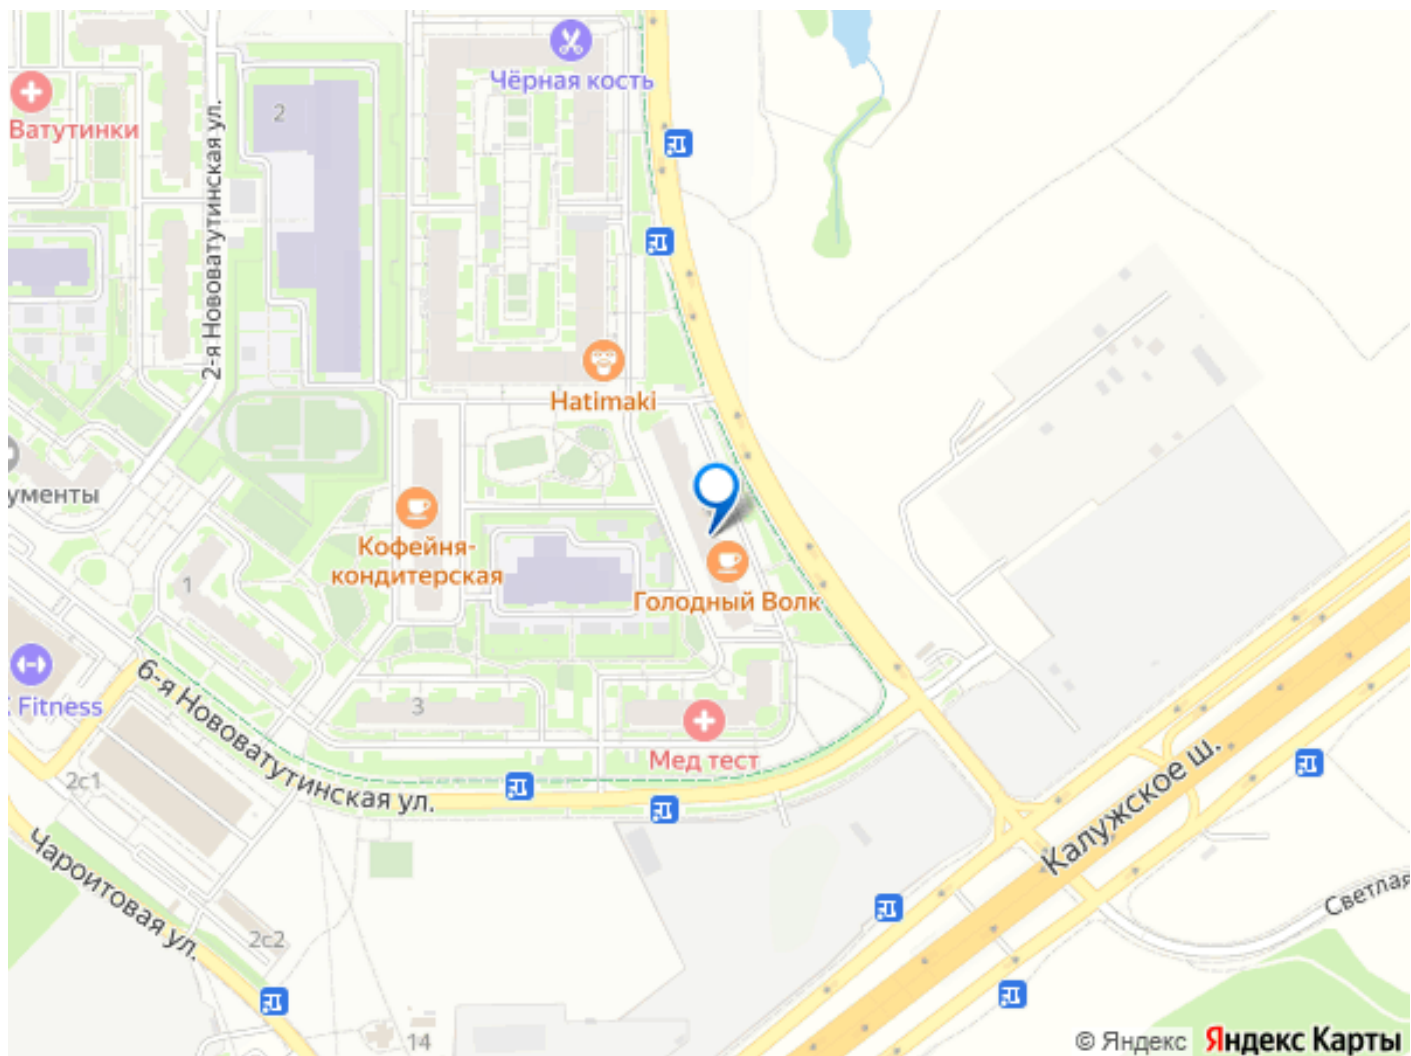 Чёрная кость
Ватутинки
2
2-я Нововатутинская ул.
Hatimaki
ументы
Кофейня-
кондитерская
Голодный Волк
1
Fitness
6-я Нововатутинская ул.
3
Мед тест
2с1
Калужское ш.
Чароитовая ул.
Светлая
2с2
14
© Яндекс Яндекс Карты